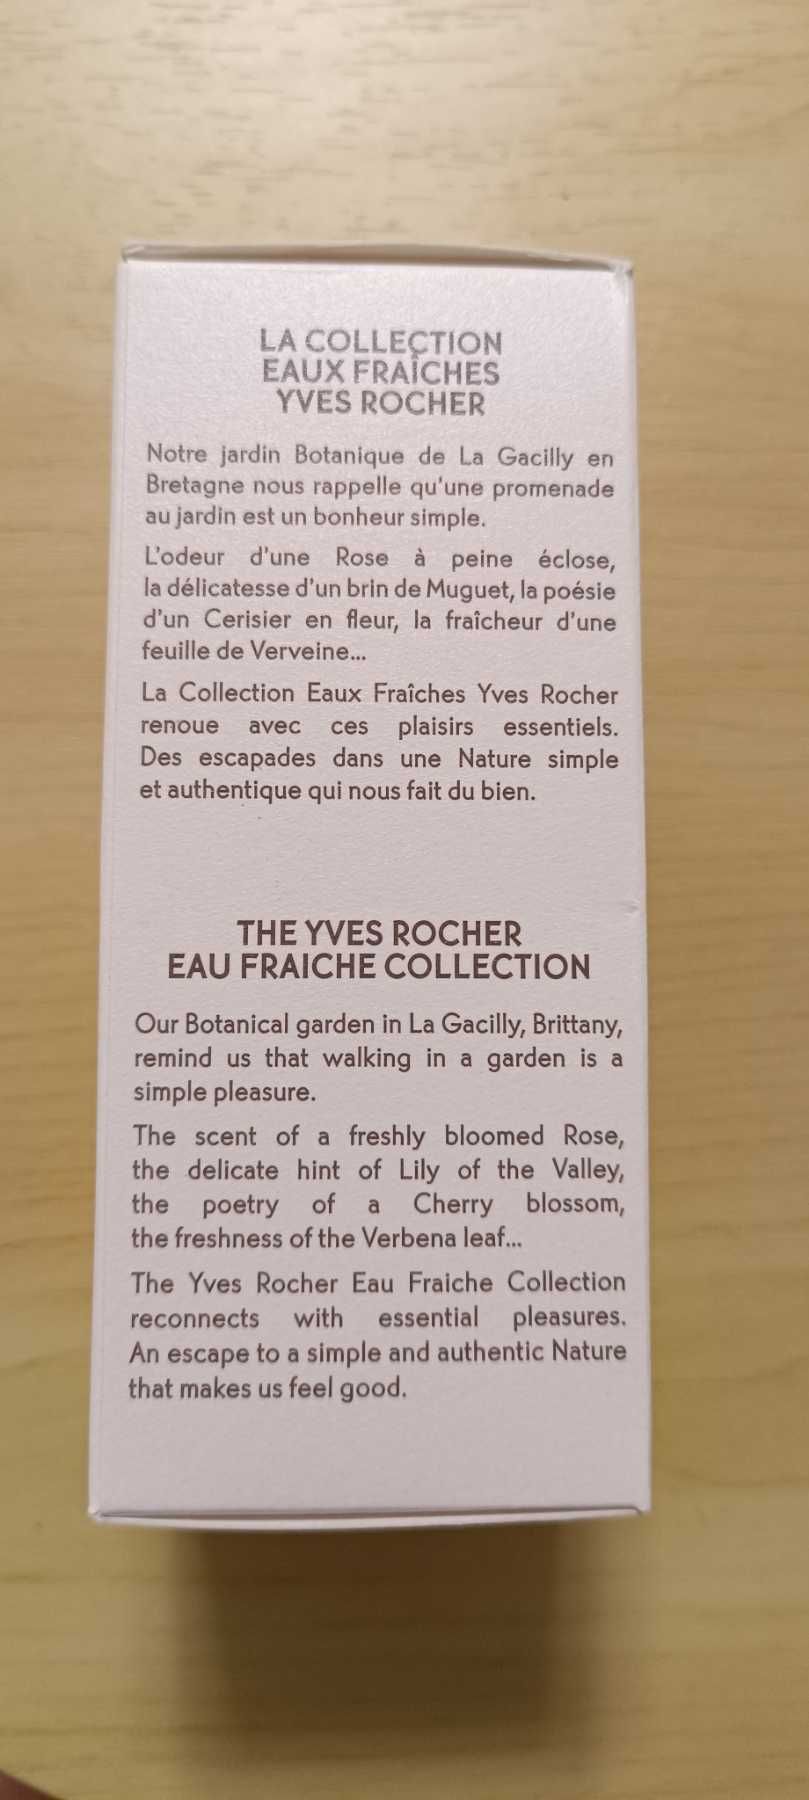 LA COLLECTION
EAUX FRAÎCHES
YVES ROCHER
Notre jardin Botanique de La Gacilly en
Bretagne nous rappelle qu'une promenade
au jardin est un bonheur simple.
L'odeur d'une Rose à peine éclose,
la délicatesse d'un brin de Muguet, la poésie
d'un Cerisier en fleur, la fraîcheur d'une
feuille de Verveine...
La Collection Eaux Fraîches Yves Rocher
renoue avec ces plaisirs essentiels.
Des escapades dans une Nature simple
et authentique qui nous fait du bien.
THE YVES ROCHER
EAU FRAICHE COLLECTION
Our Botanical garden in La Gacilly, Brittany,
remind us that walking in a garden is a
simple pleasure.
The scent of a freshly bloomed Rose,
the delicate hint of Lily of the Valley,
the poetry of a Cherry blossom,
the freshness of the Verbena leaf...
The Yves Rocher Eau Fraiche Collection
reconnects with essential pleasures.
An escape to a simple and authentic Nature
that makes us feel good.